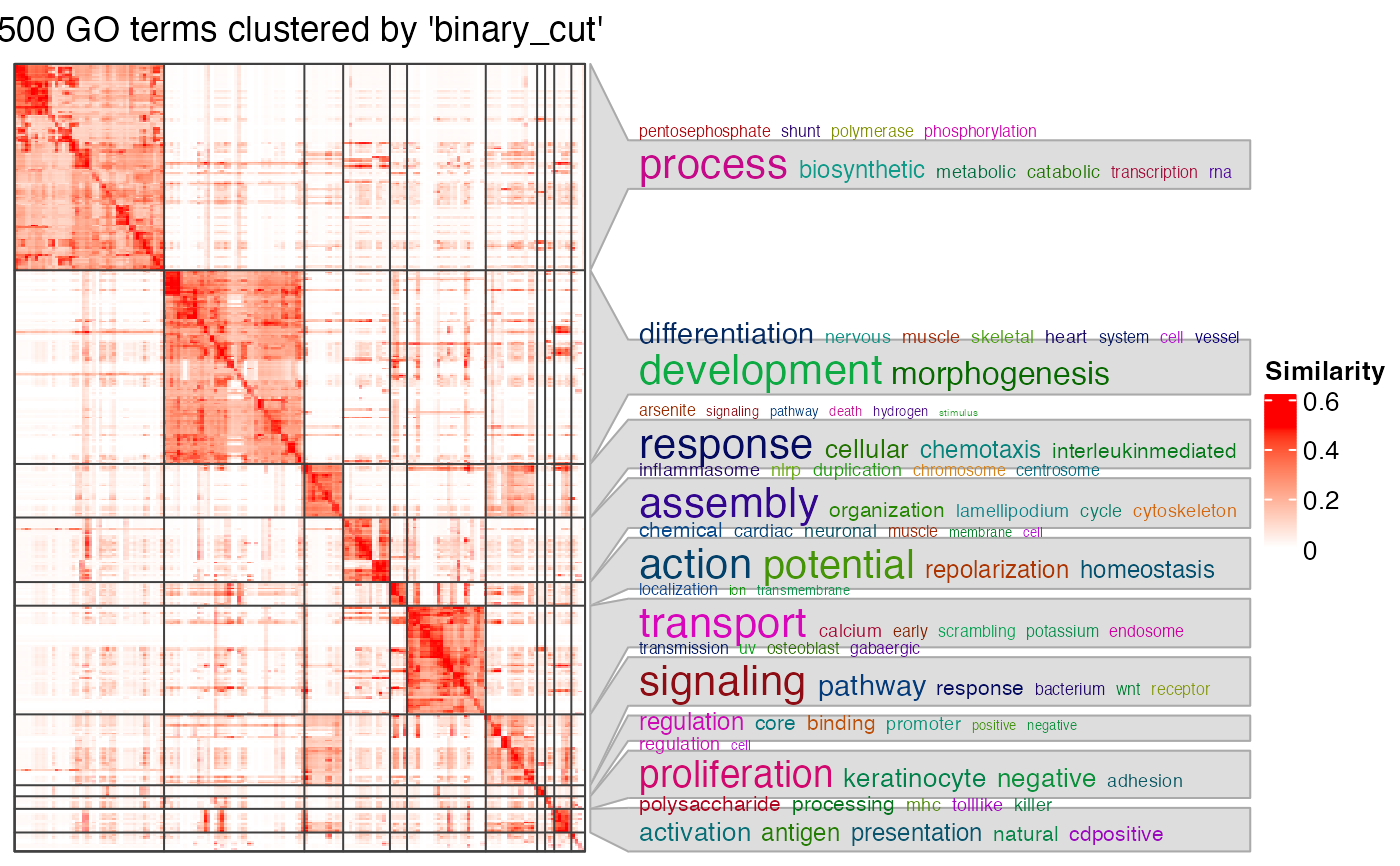 500 GO terms clustered by 'binary_cut'
pentosephosphate shunt polymerase phosphorylation
process biosynthetic metabolic catabolic transcription rna
differentiation nervous muscle skeletal heart system cell vessel
development morphogenesis
arsenite signaling pathway death hydrogen stimulus
response cellular chemotaxis interleukinmediated
inflammasome nlrp duplication chromosome centrosome
assembly organization lamellipodium cycle cytoskeleton
chemical cardiac neuronal muscle membrane cell
action potential repolarization homeostasis
localization ion transmembrane
transport calcium early scrambling potassium endosome
transmission uv osteoblast gabaergic
signaling pathway response bacterium wnt receptor
regulation core binding promoter positive negative
regulation cell
proliferation keratinocyte negative adhesion
polysaccharide processing mhc tolllike killer
activation antigen presentation natural cdpositive
Similarity
0.6
0.4
0.2
0